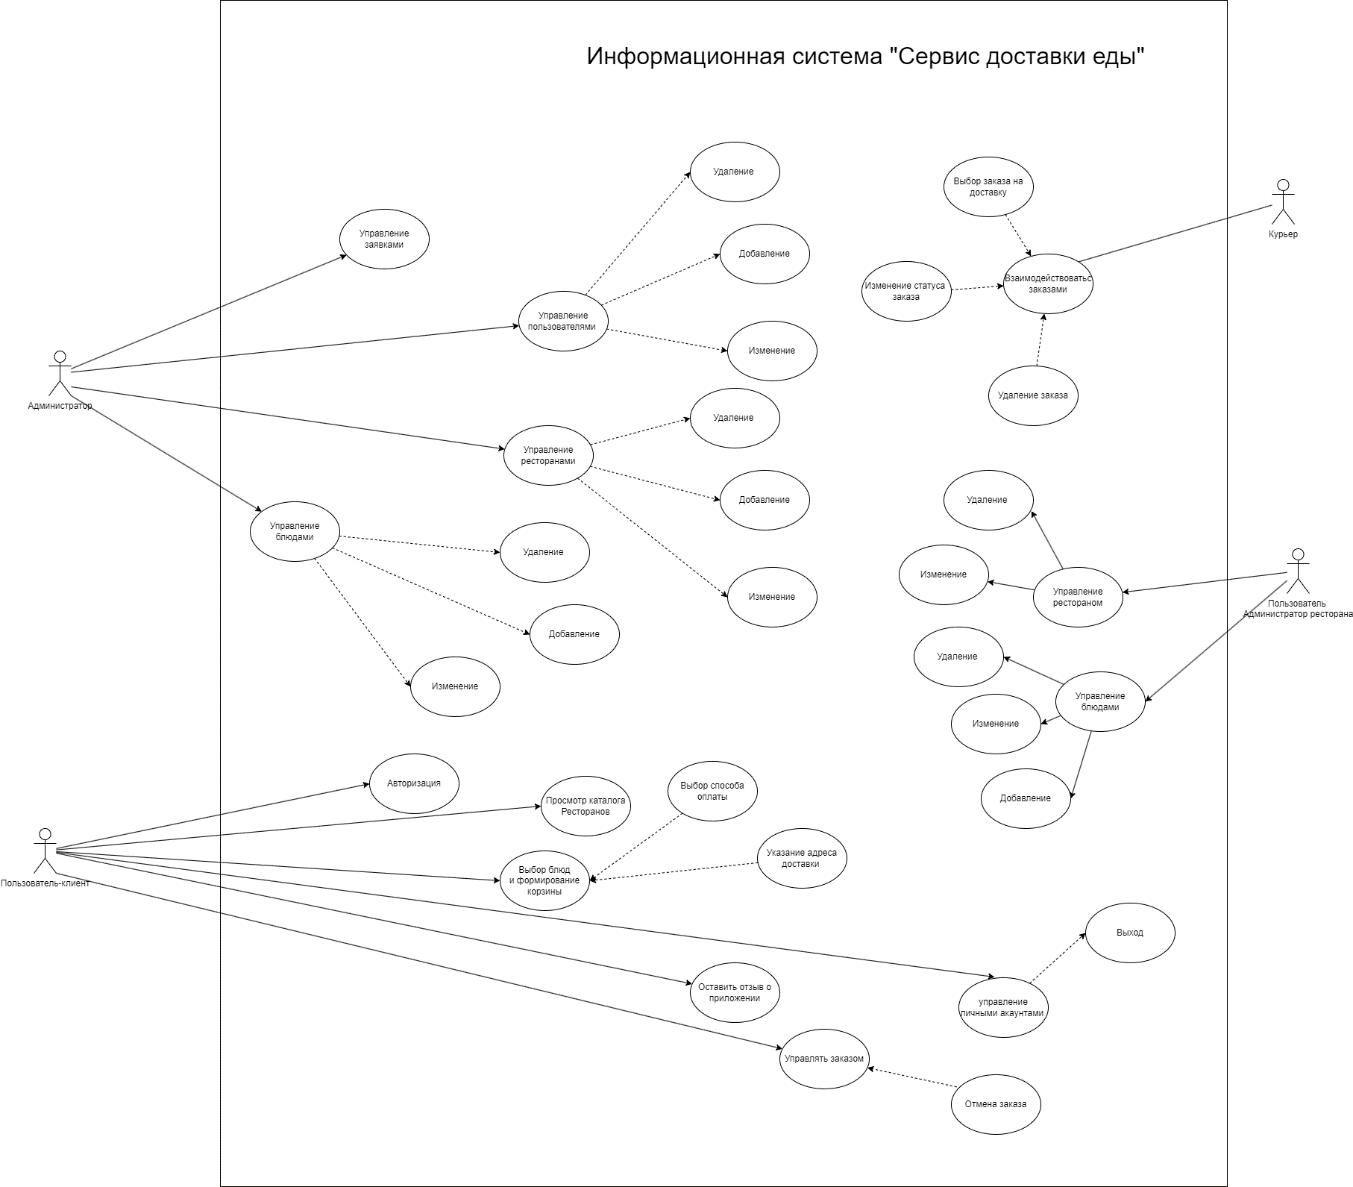 Информационная система "Сервис доставки еды"
Удаление
Выбор заказа на
доставку
Управление
заявками
Курьер
Добавление
Взаимодействоватьс
заказами
Изменение статуса
заказа
Управление
пользователями
Изменение
Администратор
Удаление заказа
Удаление
Управление
ресторанами
Добавление
Удаление
Управление
блюдами
Удаление
Изменение
Изменение
Управление
рестораном
Пользователь
Администратор ресторана
Добавление
Удаление
Изменение
Управление
блюдами
Изменение
Авторизация
Выбор способа
оплаты
Добавление
Просмотр каталога
Ресторанов
Указание адреса
доставки
Выбор блюд
и формирование
корзины
Пользователь-клиент
Выход
Оставить отзыв о
приложении
управление
личными акаунтами
Управлять заказом
Отмена заказа